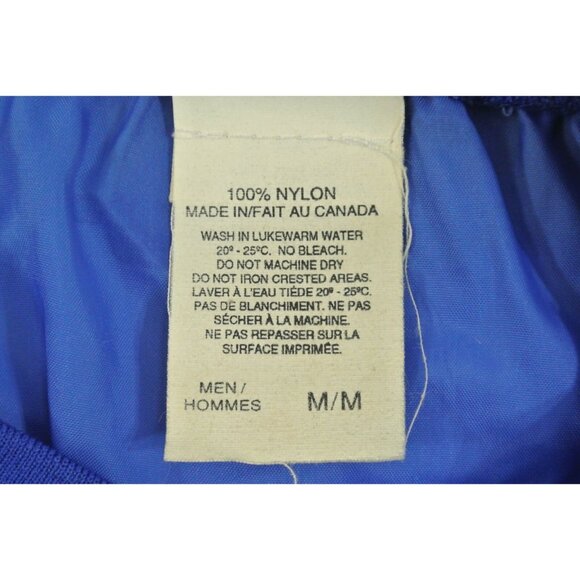 100% NYLON
MADE IN/FAIT AU CANADA
WASH IN LUKEWARM WATER
20º - 25ºC. NO BLEACH.
DO NOT MACHINE DRY
DO NOT IRON CRESTED AREAS.
LAVER À L'EAU TIÉDE 20º - 25ºC.
PAS DE BLANCHIMENT. NE PAS
SÉCHER À LA MACHINE.
NE PAS REPASSER SUR LA
SURFACE IMPRIMÉE.
MEN /
HOMMES M/M